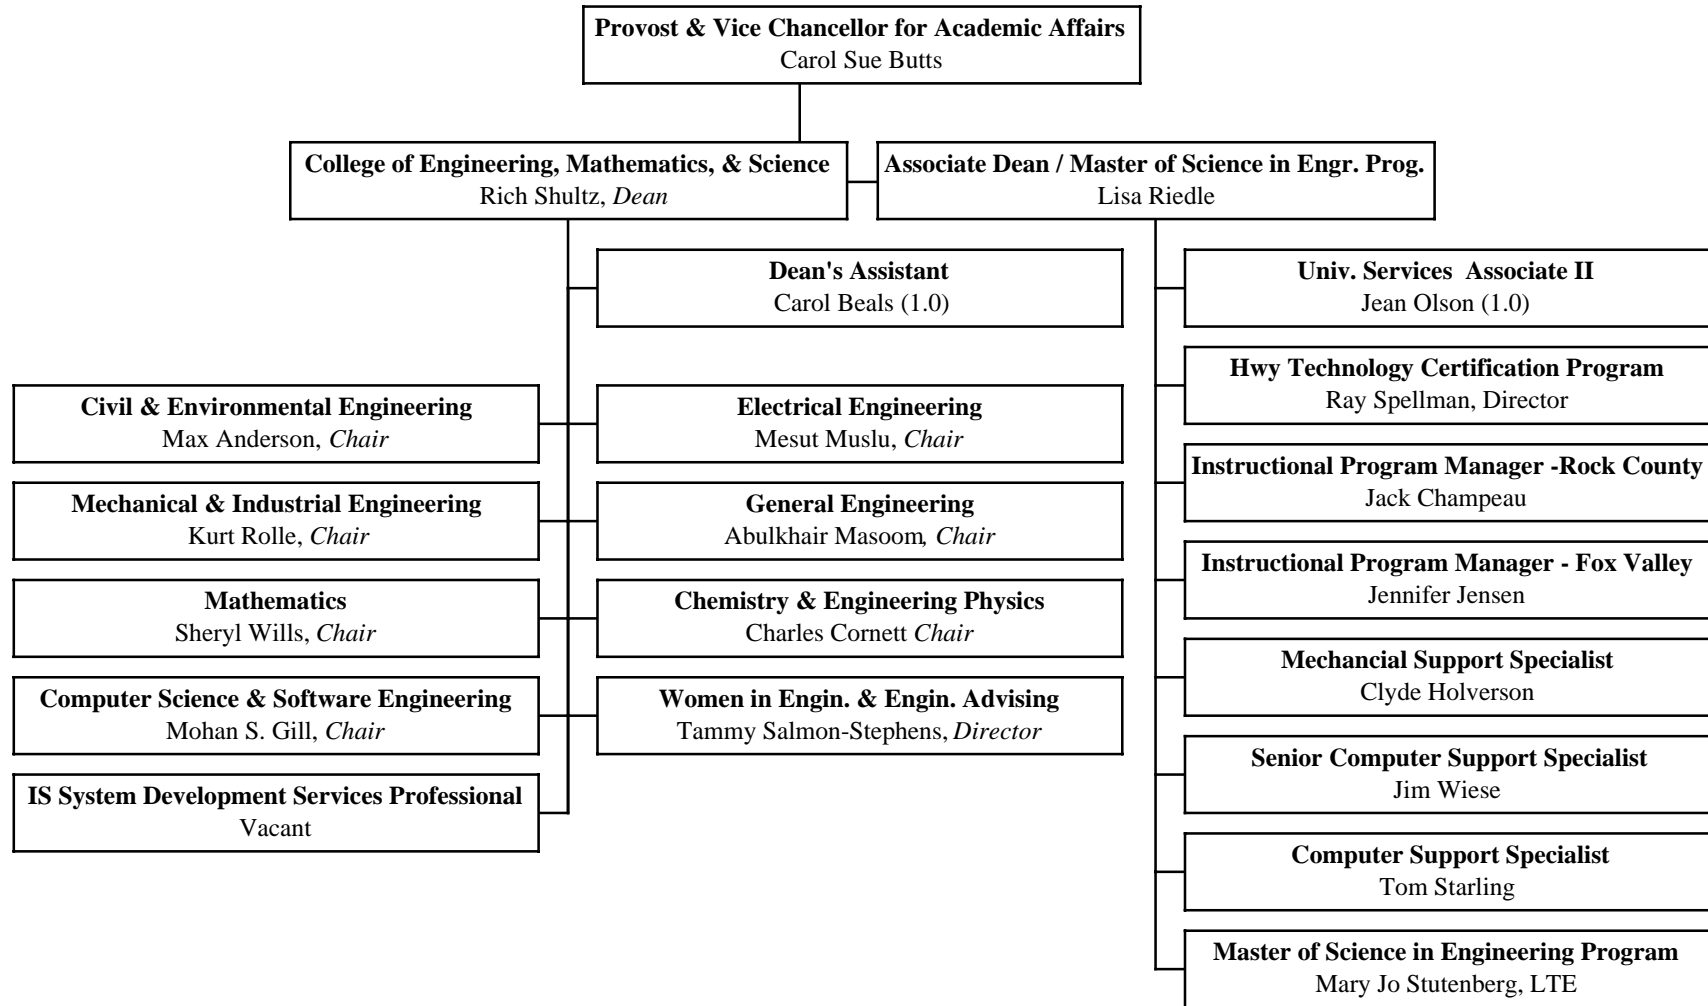 Provost & Vice Chancellor for Academic Affairs
Carol Sue Butts
College of Engineering, Mathematics, & Science
Rich Shultz, Dean
Associate Dean / Master of Science in Engr. Prog.
Lisa Riedle
Dean's Assistant
Carol Beals (1.0)
Univ. Services  Associate II
Jean Olson (1.0)
Hwy Technology Certification Program
Ray Spellman, Director
Civil & Environmental Engineering
Max Anderson, Chair
Electrical Engineering
Mesut Muslu, Chair
Instructional Program Manager -Rock County
Jack Champeau
Mechanical & Industrial Engineering
Kurt Rolle, Chair
General Engineering
Abulkhair Masoom, Chair
Instructional Program Manager - Fox Valley
Jennifer Jensen
Mathematics
Sheryl Wills, Chair
Chemistry & Engineering Physics
Charles Cornett Chair
Mechancial Support Specialist
Clyde Holverson
Computer Science & Software Engineering
Mohan S. Gill, Chair
Women in Engin. & Engin. Advising
Tammy Salmon-Stephens, Director
Senior Computer Support Specialist
Jim Wiese
IS System Development Services Professional
Vacant
Computer Support Specialist
Tom Starling
Master of Science in Engineering Program
Mary Jo Stutenberg, LTE